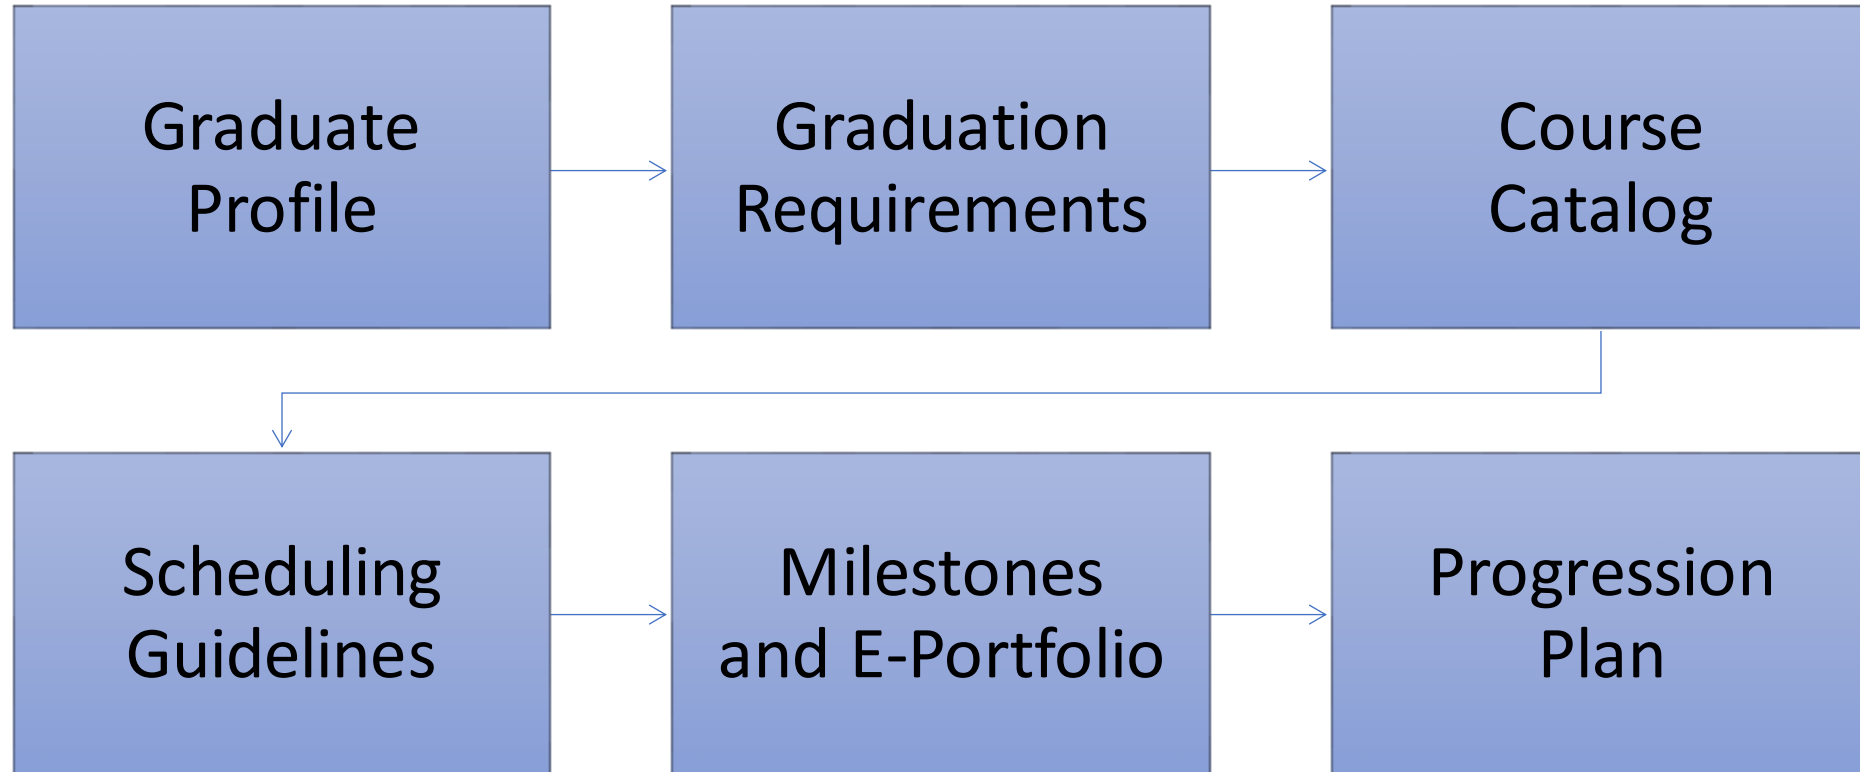 Graduate
Profile
Graduation
Requirements
Course
Catalog
Scheduling
Guidelines
Milestones
and E-Portfolio
Progression
Plan